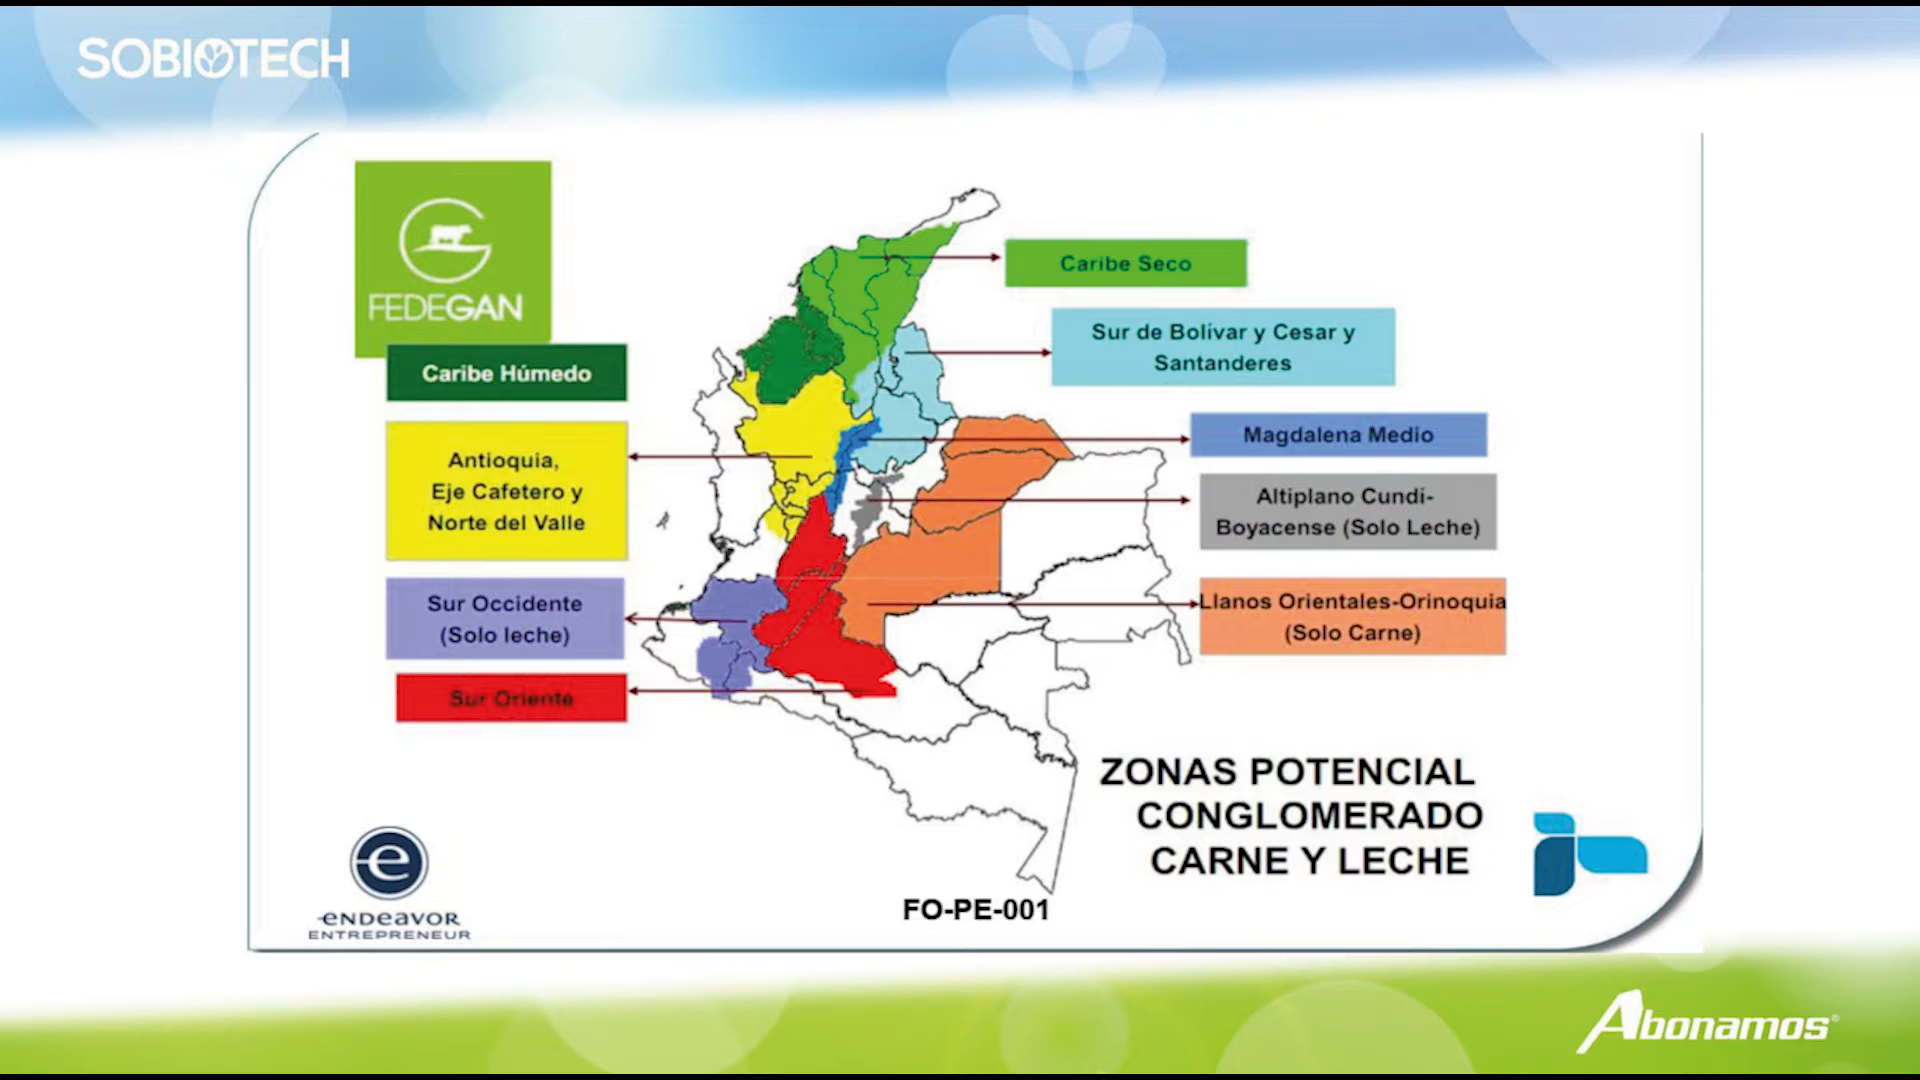 SOBIOTECH
FEDEGAN
Caribe Húmedo
Antioquia,
Eje Cafetero y
Norte del Valle
Sur Occidente
(Solo leche)
Sur Oriente
Caribe Seco
Sur de Bolívar y Cesar y
Santanderes
Magdalena Medio
Altiplano Cundi-
Boyacense (Solo Leche)
Llanos Orientales-Orinoquia
(Solo Carne)
ZONAS POTENCIAL
CONGLOMERADO
CARNE Y LECHE
FO-PE-001
e
ENDEAVOR
ENTREPRENEUR
Abonamos®